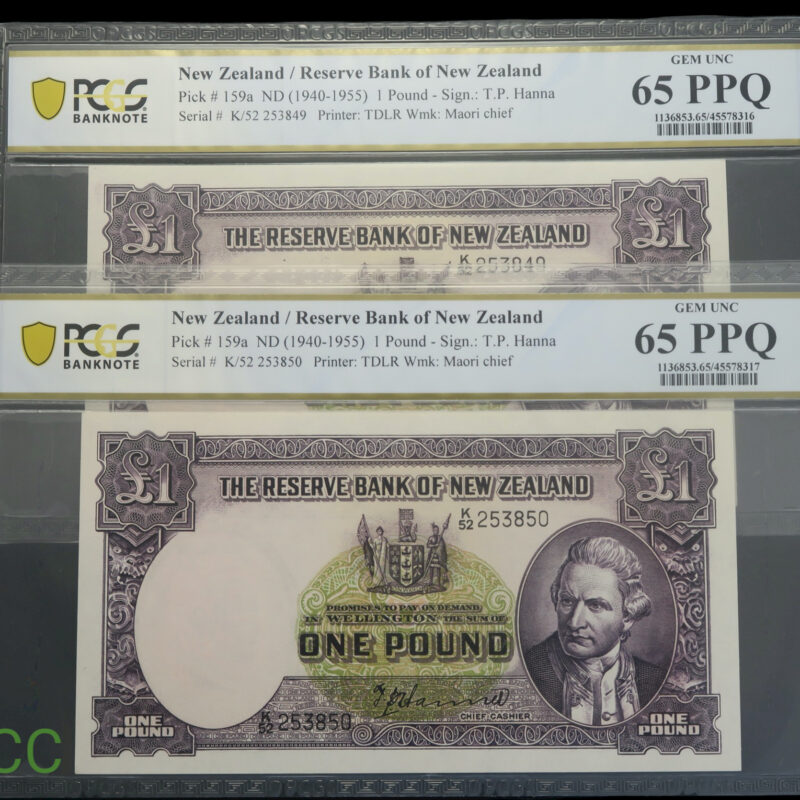 PCGS BANKNOTE
New Zealand / Reserve Bank of New Zealand
Pick # 159a ND (1940-1955) 1 Pound - Sign.: T.P. Hanna
Serial # K/52 253849 Printer: TDLR Wmk: Maori chief
GEM UNC
65 PPQ
1136853.65/45578316
£1
THE RESERVE BANK OF NEW ZEALAND
£1
K/52 253849
PCGS BANKNOTE
New Zealand / Reserve Bank of New Zealand
Pick # 159a ND (1940-1955) 1 Pound - Sign.: T.P. Hanna
Serial # K/52 253850 Printer: TDLR Wmk: Maori chief
GEM UNC
65 PPQ
1136853.65/45578317
£1
THE RESERVE BANK OF NEW ZEALAND
£1
K/52 253850
PROMISES TO PAY ON DEMAND
IN WELLINGTON THE SUM OF
ONE POUND
K/52 253850
CHIEF CASHIER
ONE
POUND
ONE
POUND
CC